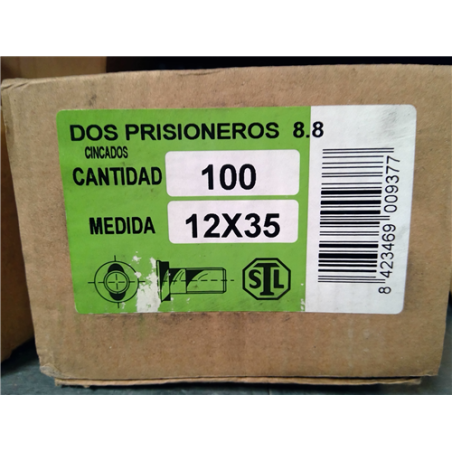 DOS PRISIONEROS 8.8
CINCADOS
CANTIDAD 100
MEDIDA 12X35
STL
8 423469 009377